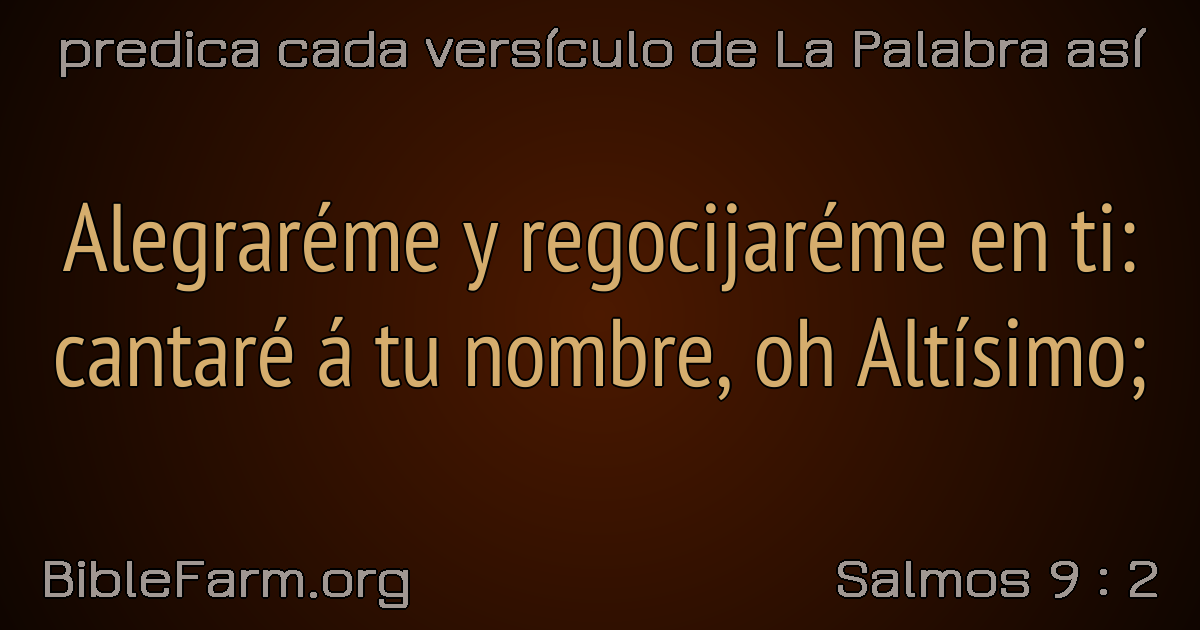 predica cada versículo de La Palabra así
Alegraréme y regocijaréme en ti:
cantaré á tu nombre, oh Altísimo;
BibleFarm.org
Salmos 9 : 2